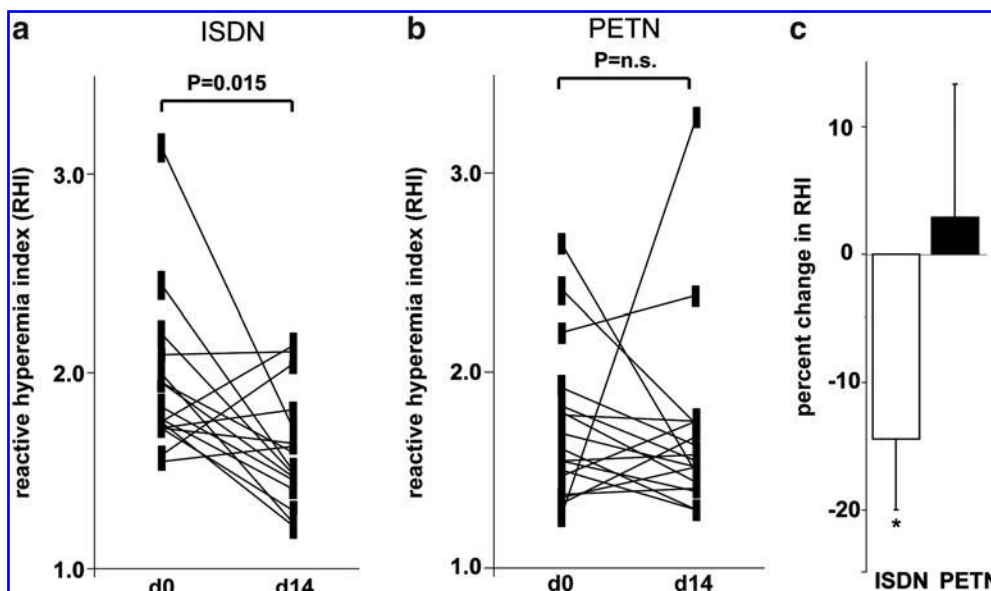 a
ISDN
P=0.015
reactive hyperemia index (RHI)
3.0
2.0
1.0
d0
d14
b
PETN
P=n.s.
reactive hyperemia index (RHI)
3.0
2.0
1.0
d0
d14
c
percent change in RHI
10
0
-10
-20
*
ISDN PETN